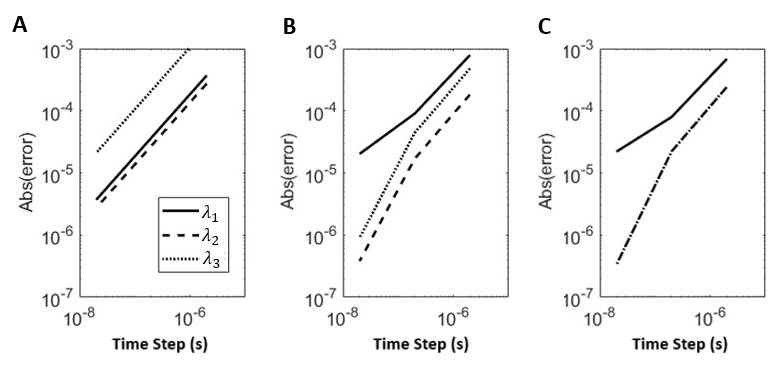 A
B
C
10⁻³
10⁻⁴
10⁻⁵
10⁻⁶
10⁻⁷
Abs(error)
10⁻⁸
10⁻⁶
Time Step (s)
λ₁
λ₂
λ₃
10⁻³
10⁻⁴
10⁻⁵
10⁻⁶
10⁻⁷
Abs(error)
10⁻⁸
10⁻⁶
Time Step (s)
10⁻³
10⁻⁴
10⁻⁵
10⁻⁶
10⁻⁷
Abs(error)
10⁻⁸
10⁻⁶
Time Step (s)